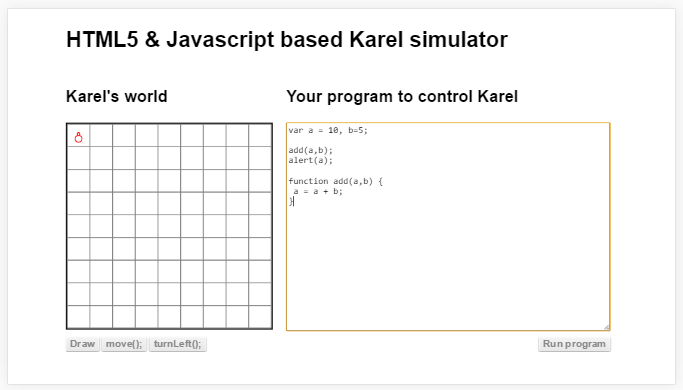 HTML5 & Javascript based Karel simulator
Karel's world
Your program to control Karel
var a = 10, b=5;
add(a,b);
alert(a);
function add(a,b) {
a = a + b;
}
Draw
move();
turnLeft();
Run program